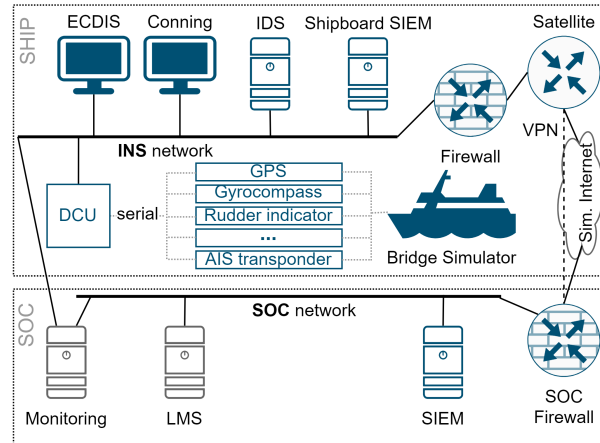 SHIP
ECDIS
Conning
IDS
Shipboard SIEM
Satellite
VPN
INS network
Firewall
Sim. Internet
DCU
serial
GPS
Gyrocompass
Rudder indicator
...
AIS transponder
Bridge Simulator
SOC
SOC network
Monitoring
LMS
SIEM
SOC
Firewall